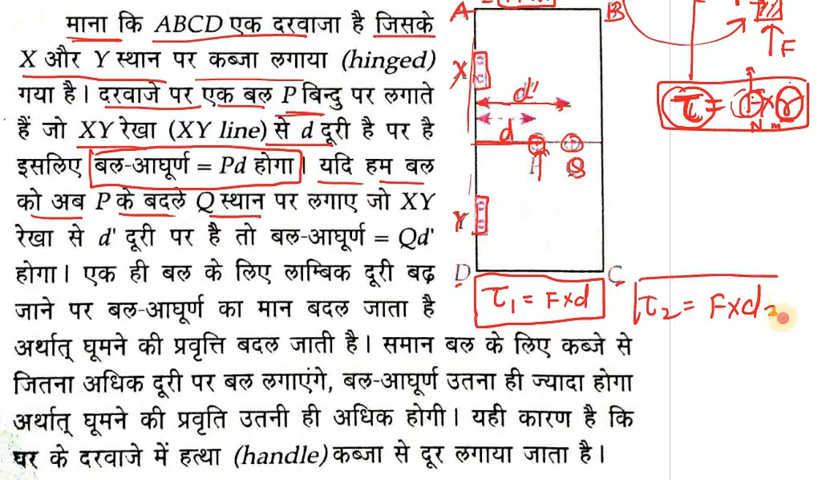 माना कि ABCD एक दरवाजा है जिसके
X और Y स्थान पर कब्जा लगाया (hinged)
गया है। दरवाजे पर एक बल P बिन्दु पर लगाते
हैं जो XY रेखा (XY line) से d दूरी है पर है
इसलिए बल-आघूर्ण = Pd होगा। यदि हम बल
को अब P के बदले Q स्थान पर लगाए जो XY
रेखा से d' दूरी पर है तो बल-आघूर्ण = Qd'
होगा। एक ही बल के लिए लाम्बिक दूरी बढ़
जाने पर बल-आघूर्ण का मान बदल जाता है
अर्थात् घूमने की प्रवृत्ति बदल जाती है। समान बल के लिए कब्जे से
जितना अधिक दूरी पर बल लगाएंगे, बल-आघूर्ण उतना ही ज्यादा होगा
अर्थात् घूमने की प्रवृति उतनी ही अधिक होगी। यही कारण है कि
घर के दरवाजे में हत्था (handle) कब्जा से दूर लगाया जाता है।
A B
X
d'
d
P Q
Y
D C
τ₁ = F×d
τ₂ = F×d
F
τ = F × r
N m